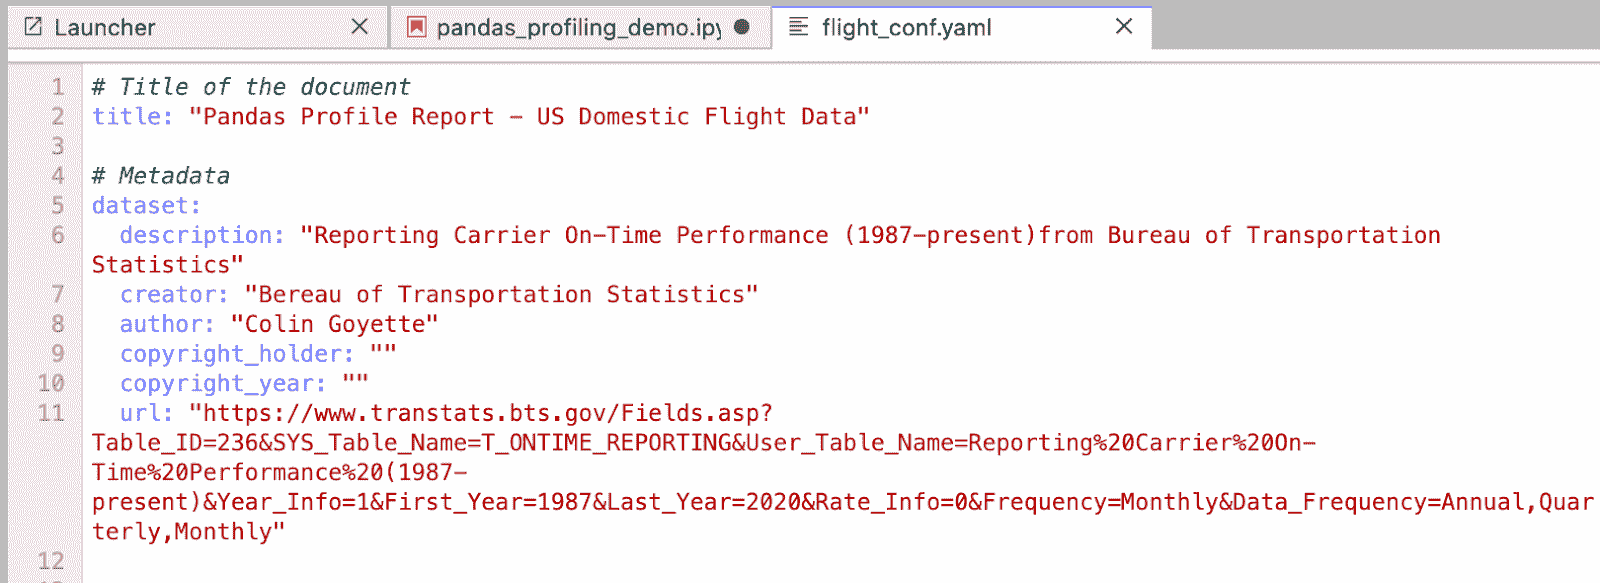 Launcher
pandas_profiling_demo.ipy
flight_conf.yaml
1 # Title of the document
2 title: "Pandas Profile Report - US Domestic Flight Data"
3
4 # Metadata
5 dataset:
6 description: "Reporting Carrier On-Time Performance (1987-present)from Bureau of Transportation
Statistics"
7 creator: "Bereau of Transportation Statistics"
8 author: "Colin Goyette"
9 copyright_holder: ""
10 copyright_year: ""
11 url: "https://www.transtats.bts.gov/Fields.asp?
Table_ID=236&SYS_Table_Name=T_ONTIME_REPORTING&User_Table_Name=Reporting%20Carrier%20On-
Time%20Performance%20(1987-
present)&Year_Info=1&First_Year=1987&Last_Year=2020&Rate_Info=0&Frequency=Monthly&Data_Frequency=Annual,Quar
terly,Monthly"
12